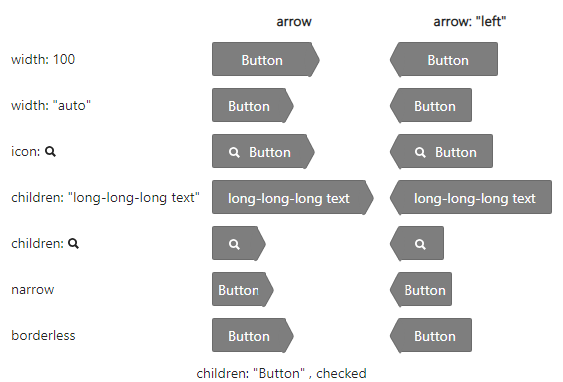 arrow arrow: "left"
width: 100 Button Button
width: "auto" Button Button
icon: Button Button
children: "long-long-long text" long-long-long text long-long-long text
children:
narrow Button Button
borderless Button Button
children: "Button" , checked